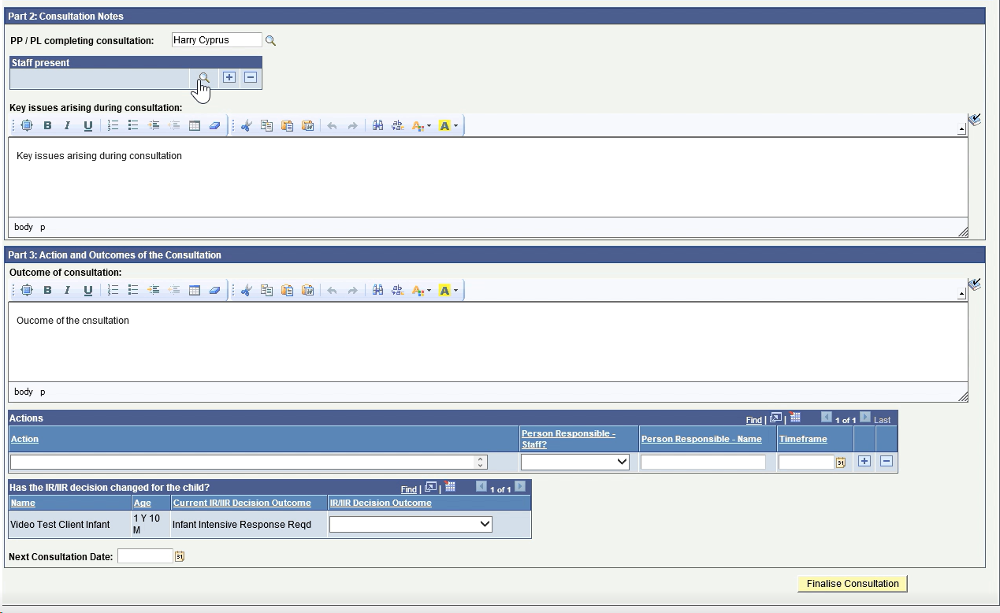 Part 2: Consultation Notes
PP / PL completing consultation: Harry Cyprus
Staff present
Key issues arising during consultation:
B I U A A
Key issues arising during consultation
body p
Part 3: Action and Outcomes of the Consultation
Outcome of consultation:
B I U A A
Oucome of the cnsultation
body p
Actions Find | | 1 of 1 Last
Action Person Responsible - Staff? Person Responsible - Name Timeframe
31
Has the IR/IIR decision changed for the child? Find | | 1 of 1
Name Age Current IR/IIR Decision Outcome IR/IIR Decision Outcome
Video Test Client Infant 1 Y 10 M Infant Intensive Response Reqd
Next Consultation Date: 31
Finalise Consultation